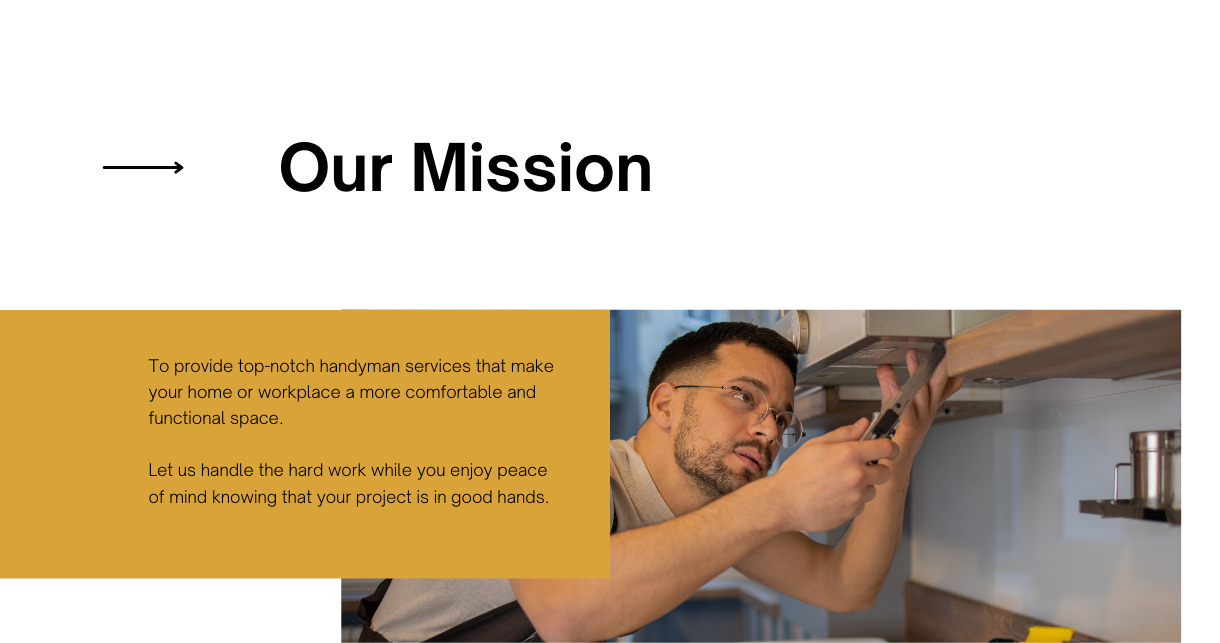 Our Mission
To provide top-notch handyman services that make
your home or workplace a more comfortable and
functional space.
Let us handle the hard work while you enjoy peace
of mind knowing that your project is in good hands.